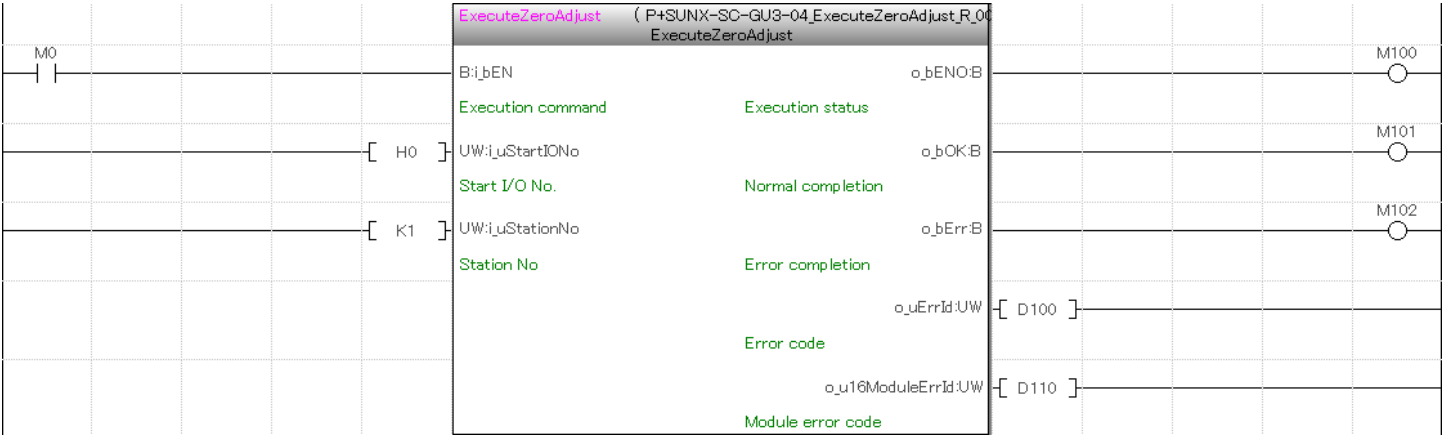 ExecuteZeroAdjust ( P+SUNX-SC-GU3-04_ExecuteZeroAdjust_R_00
ExecuteZeroAdjust
M0 M100
B:i_bEN o_bENO:B
Execution command Execution status
M101
H0 UW:i_uStartIONo o_bOK:B
Start I/O No. Normal completion
M102
K1 UW:i_uStationNo o_bErr:B
Station No Error completion
o_uErrId:UW D100
Error code
o_u16ModuleErrId:UW D110
Module error code